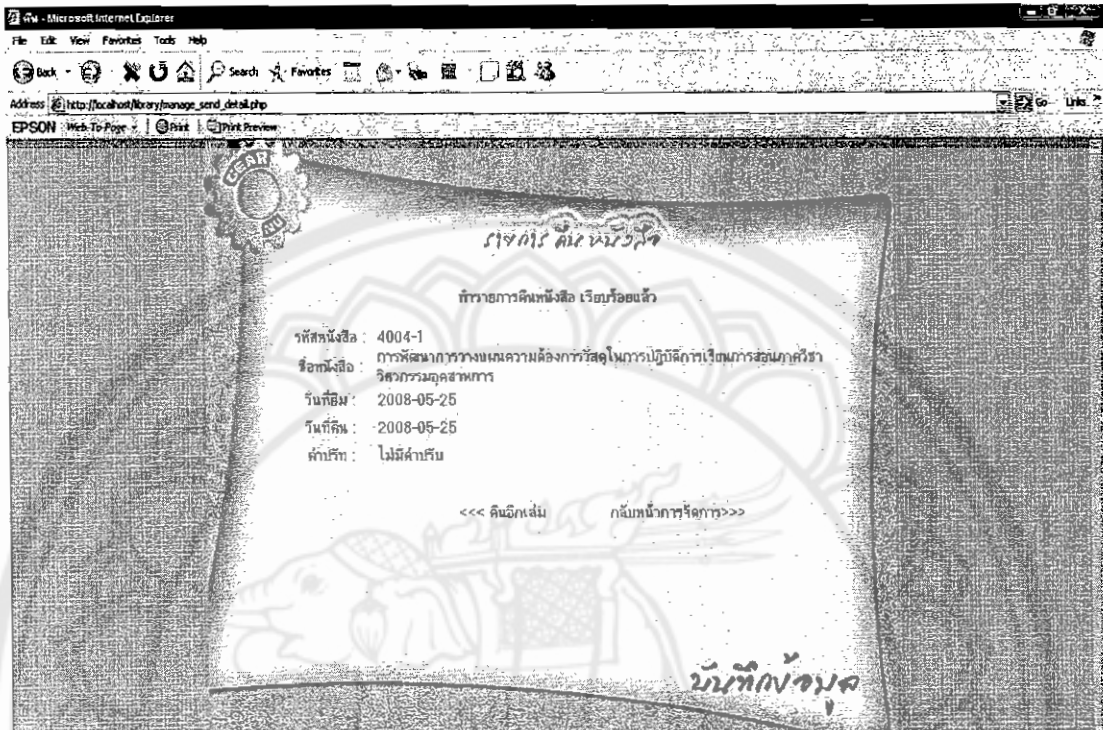 คืน - Microsoft Internet Explorer
File Edit View Favorites Tools Help
Back Search Favorites
Address http://localhost/library/manage_send_detail.php Go Links
EPSON Web-To-Page Print Print Preview
GEAR
รายการ คืน หนังสือ
ทำรายการคืนหนังสือ เรียบร้อยแล้ว
รหัสหนังสือ : 4004-1
ชื่อหนังสือ : การพัฒนาการวางแผนความต้องการวัสดุในการปฏิบัติการเรียนการสอนภาควิชา
วิศวกรรมอุตสาหการ
วันที่ยืม : 2008-05-25
วันที่คืน : 2008-05-25
ค่าปรับ : ไม่มีค่าปรับ
<<< คืนอีกเล่ม กลับหน้าการจัดการ>>>
บันทึกข้อมูล